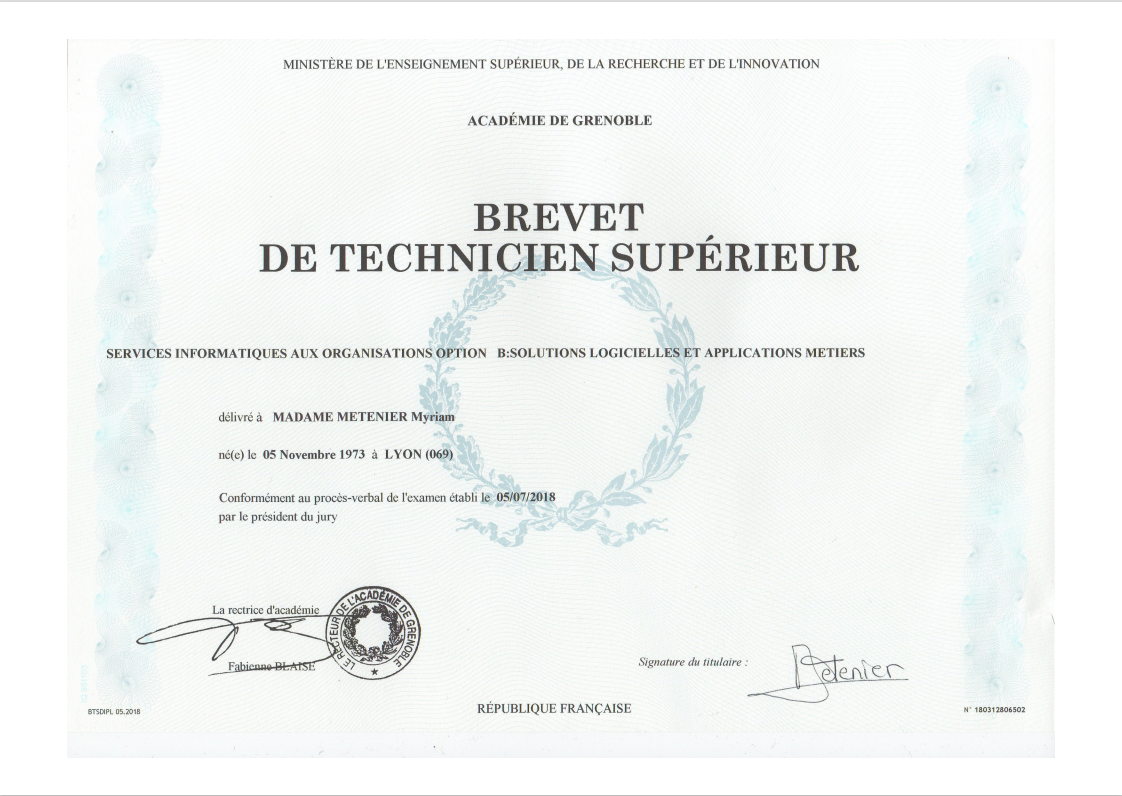 MINISTÈRE DE L'ENSEIGNEMENT SUPÉRIEUR, DE LA RECHERCHE ET DE L'INNOVATION
ACADÉMIE DE GRENOBLE
BREVET
DE TECHNICIEN SUPÉRIEUR
SERVICES INFORMATIQUES AUX ORGANISATIONS OPTION B:SOLUTIONS LOGICIELLES ET APPLICATIONS METIERS
délivré à MADAME METENIER Myriam
né(e) le 05 Novembre 1973 à LYON (069)
Conformément au procès-verbal de l'examen établi le 05/07/2018
par le président du jury
La rectrice d'académie
LE RECTEUR DE L'ACADÉMIE DE GRENOBLE
Fabienne BLAISE
Signature du titulaire :
Metenier
BTSDIPL 05.2018
RÉPUBLIQUE FRANÇAISE
N° 180312806502